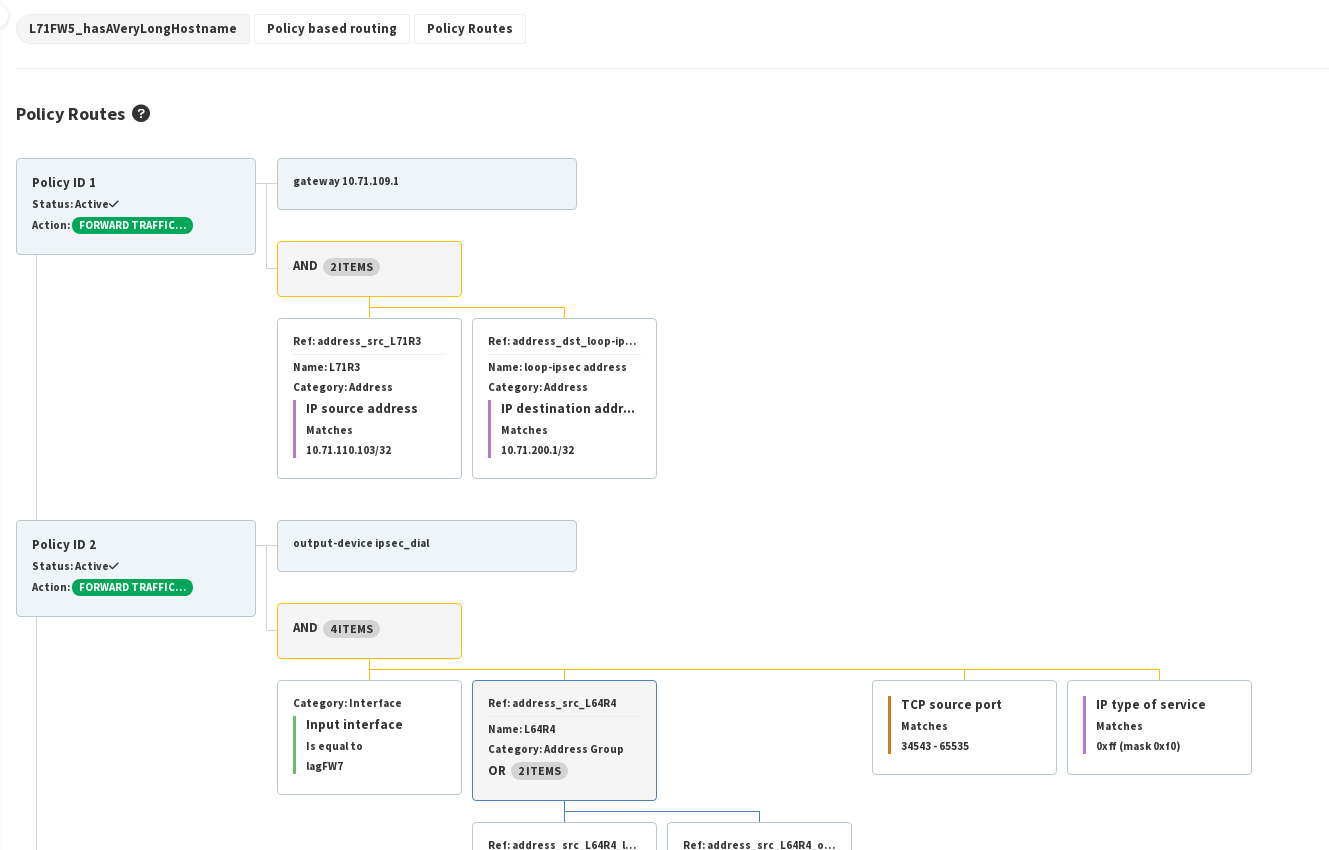 L71FW5_hasAVeryLongHostname
Policy based routing
Policy Routes
Policy Routes ?
Policy ID 1
Status: Active
Action: FORWARD TRAFFIC...
gateway 10.71.109.1
AND 2 ITEMS
Ref: address_src_L71R3
Name: L71R3
Category: Address
IP source address
Matches
10.71.110.103/32
Ref: address_dst_loop-ip...
Name: loop-ipsec address
Category: Address
IP destination addr...
Matches
10.71.200.1/32
Policy ID 2
Status: Active
Action: FORWARD TRAFFIC...
output-device ipsec_dial
AND 4 ITEMS
Category: Interface
Input interface
Is equal to
lagFW7
Ref: address_src_L64R4
Name: L64R4
Category: Address Group
OR 2 ITEMS
TCP source port
Matches
34543 - 65535
IP type of service
Matches
0xff (mask 0xf0)
Ref: address_src_L64R4_l...
Ref: address_src_L64R4_o...